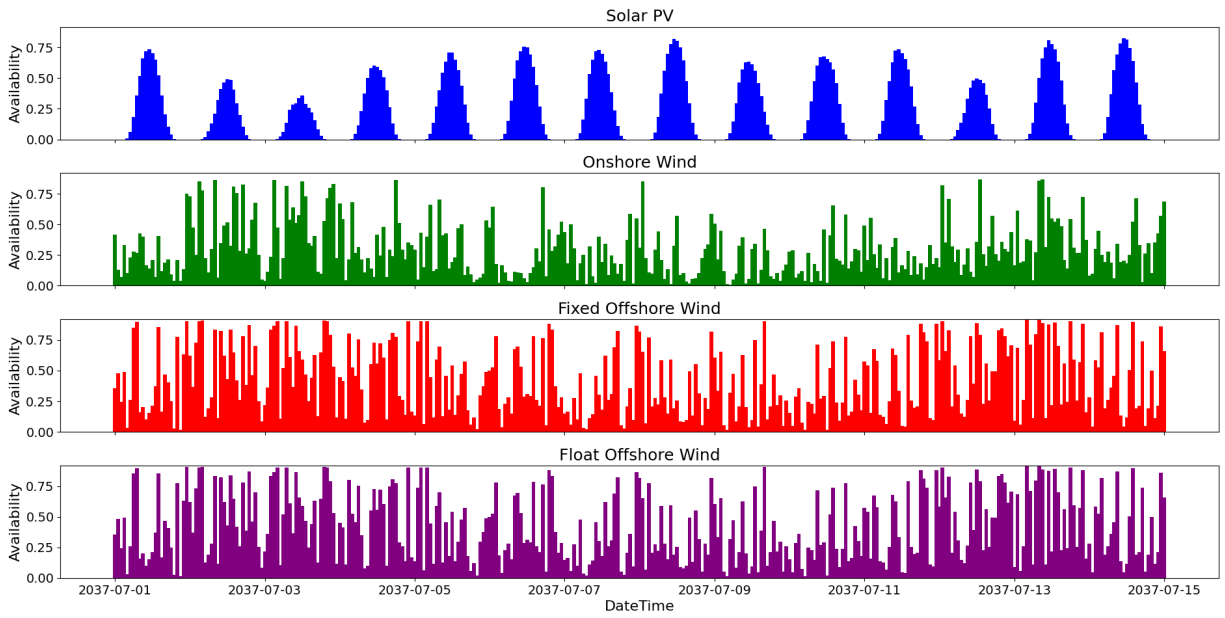 Solar PV
Availability
0.75
0.50
0.25
0.00
Onshore Wind
Availability
0.75
0.50
0.25
0.00
Fixed Offshore Wind
Availability
0.75
0.50
0.25
0.00
Float Offshore Wind
Availability
0.75
0.50
0.25
0.00
2037-07-01 2037-07-03 2037-07-05 2037-07-07 2037-07-09 2037-07-11 2037-07-13 2037-07-15
DateTime